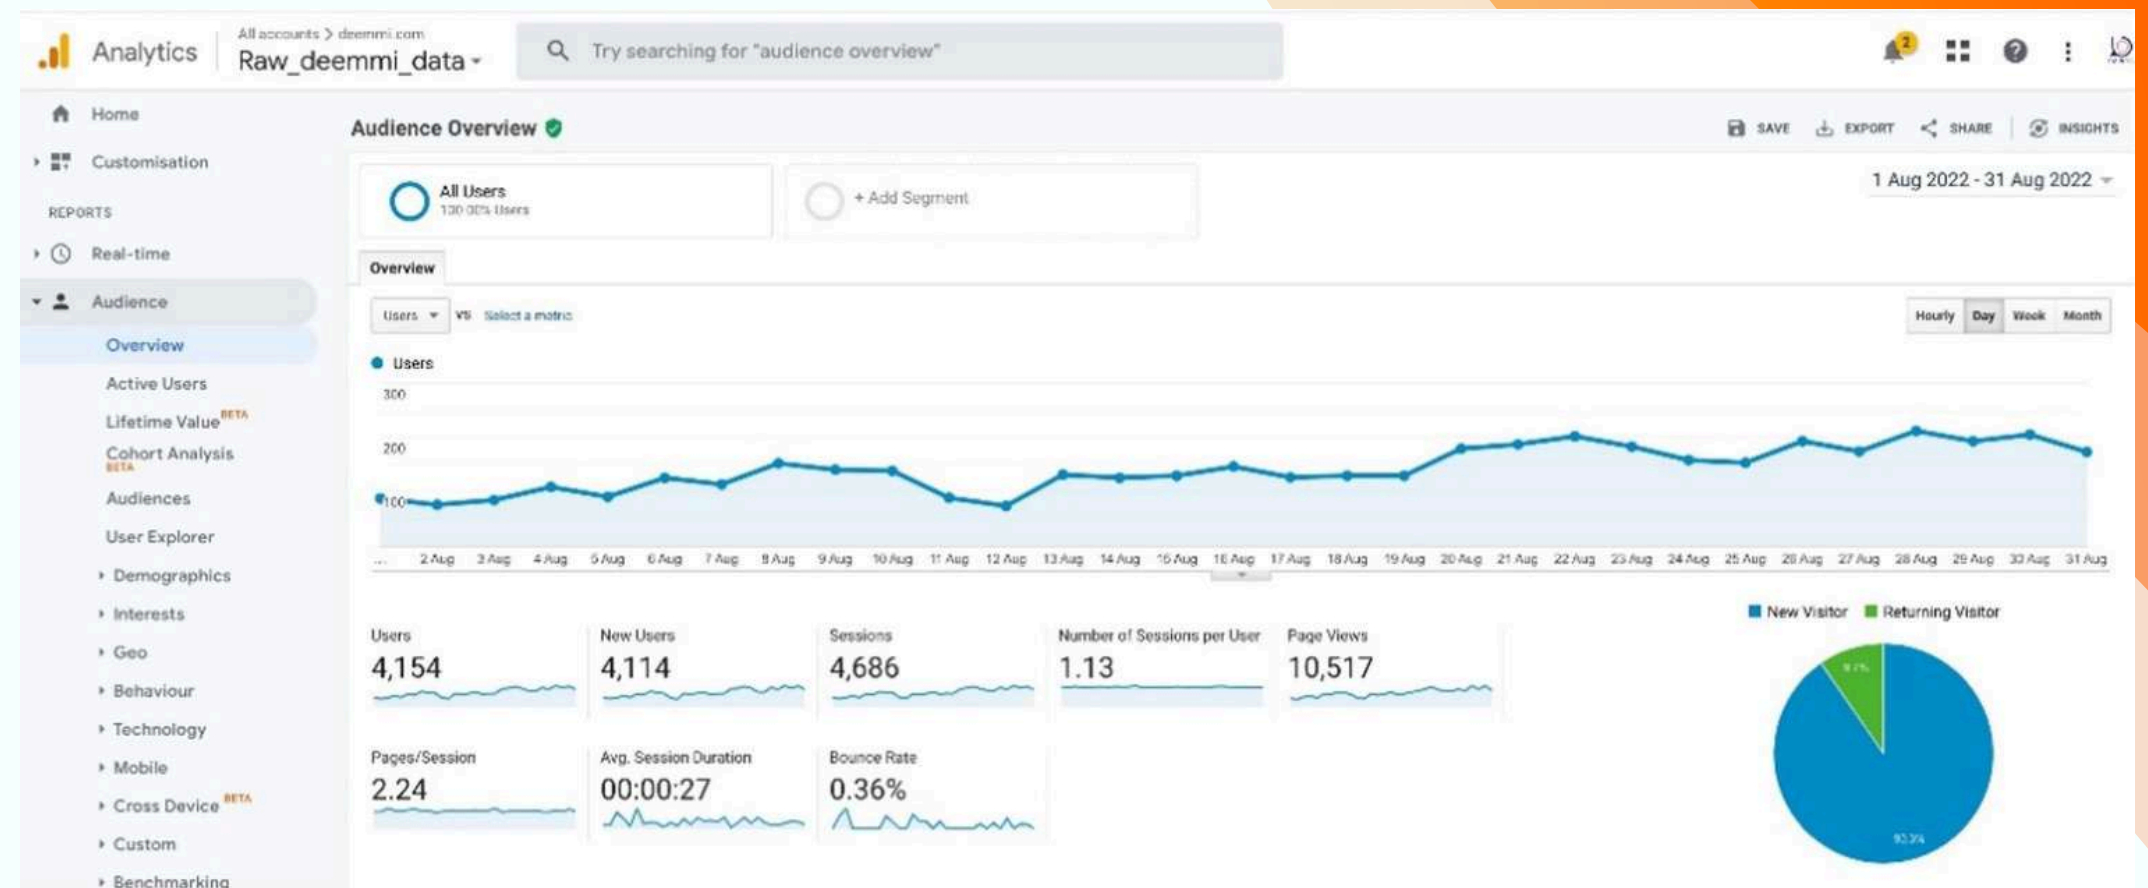 Analytics
All accounts > deemmi.com
Raw_deemmi_data
Try searching for "audience overview"
2
Home
Customisation
REPORTS
Real-time
Audience
Overview
Active Users
Lifetime Value BETA
Cohort Analysis
BETA
Audiences
User Explorer
Demographics
Interests
Geo
Behaviour
Technology
Mobile
Cross Device BETA
Custom
Benchmarking
Audience Overview
SAVE
EXPORT
SHARE
INSIGHTS
All Users
100.00% Users
+ Add Segment
1 Aug 2022 - 31 Aug 2022
Overview
Users
VS
Select a metric
Hourly Day Week Month
Users
300
200
100
... 2 Aug 3 Aug 4 Aug 5 Aug 6 Aug 7 Aug 8 Aug 9 Aug 10 Aug 11 Aug 12 Aug 13 Aug 14 Aug 15 Aug 16 Aug 17 Aug 18 Aug 19 Aug 20 Aug 21 Aug 22 Aug 23 Aug 24 Aug 25 Aug 26 Aug 27 Aug 28 Aug 29 Aug 30 Aug 31 Aug
New Visitor Returning Visitor
Users
4,154
New Users
4,114
Sessions
4,686
Number of Sessions per User
1.13
Page Views
10,517
Pages/Session
2.24
Avg. Session Duration
00:00:27
Bounce Rate
0.36%
9.7%
90.3%